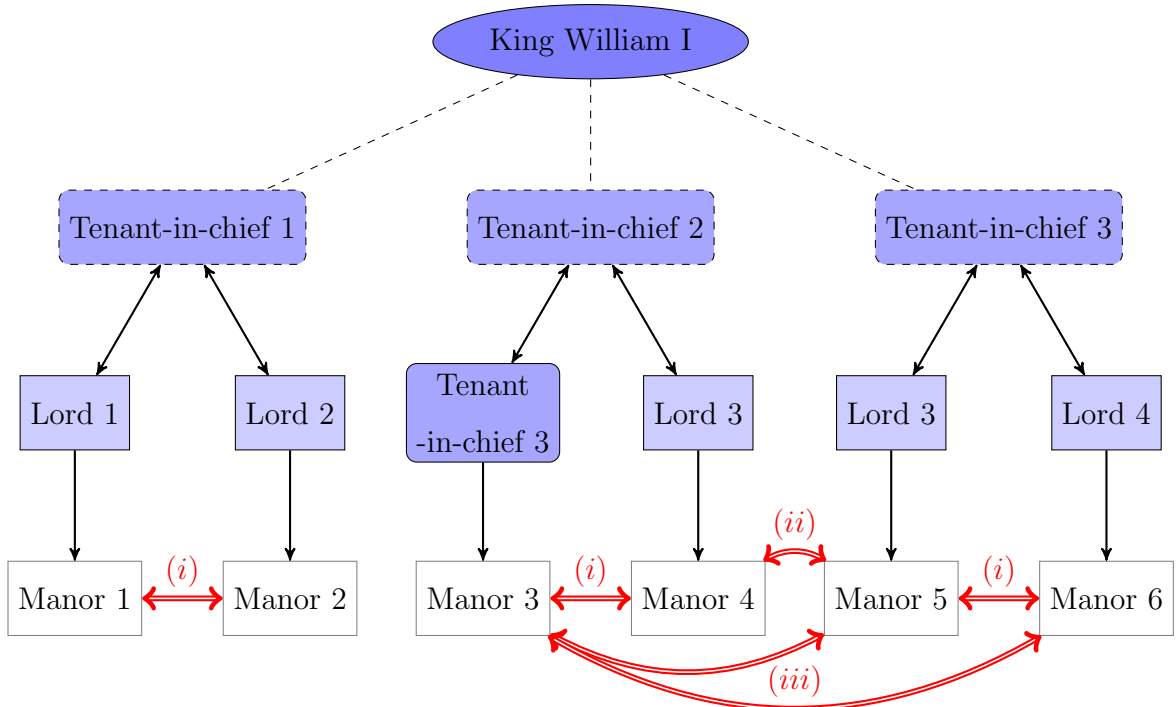 King William I
Tenant-in-chief 1
Tenant-in-chief 2
Tenant-in-chief 3
Lord 1
Lord 2
Tenant
-in-chief 3
Lord 3
Lord 3
Lord 4
(ii)
(i)
(i)
(i)
Manor 1
Manor 2
Manor 3
Manor 4
Manor 5
Manor 6
(iii)